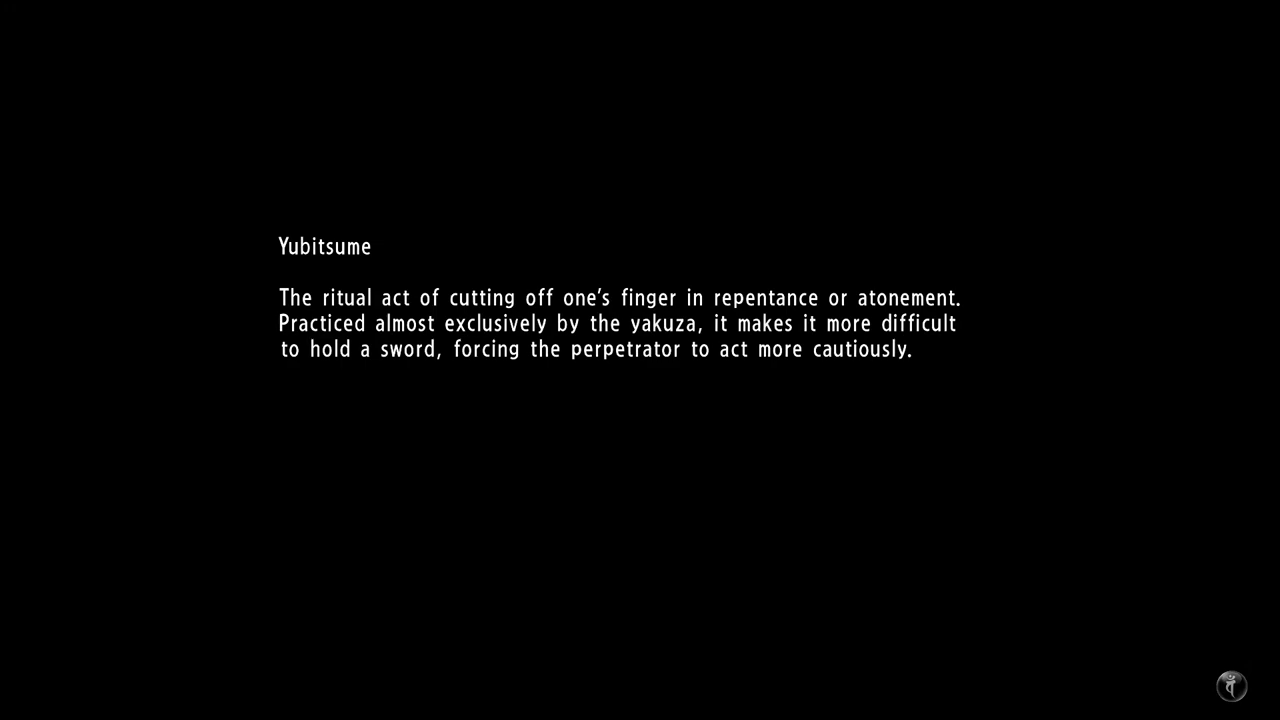 Yubitsume
The ritual act of cutting off one's finger in repentance or atonement.
Practiced almost exclusively by the yakuza, it makes it more difficult
to hold a sword, forcing the perpetrator to act more cautiously.